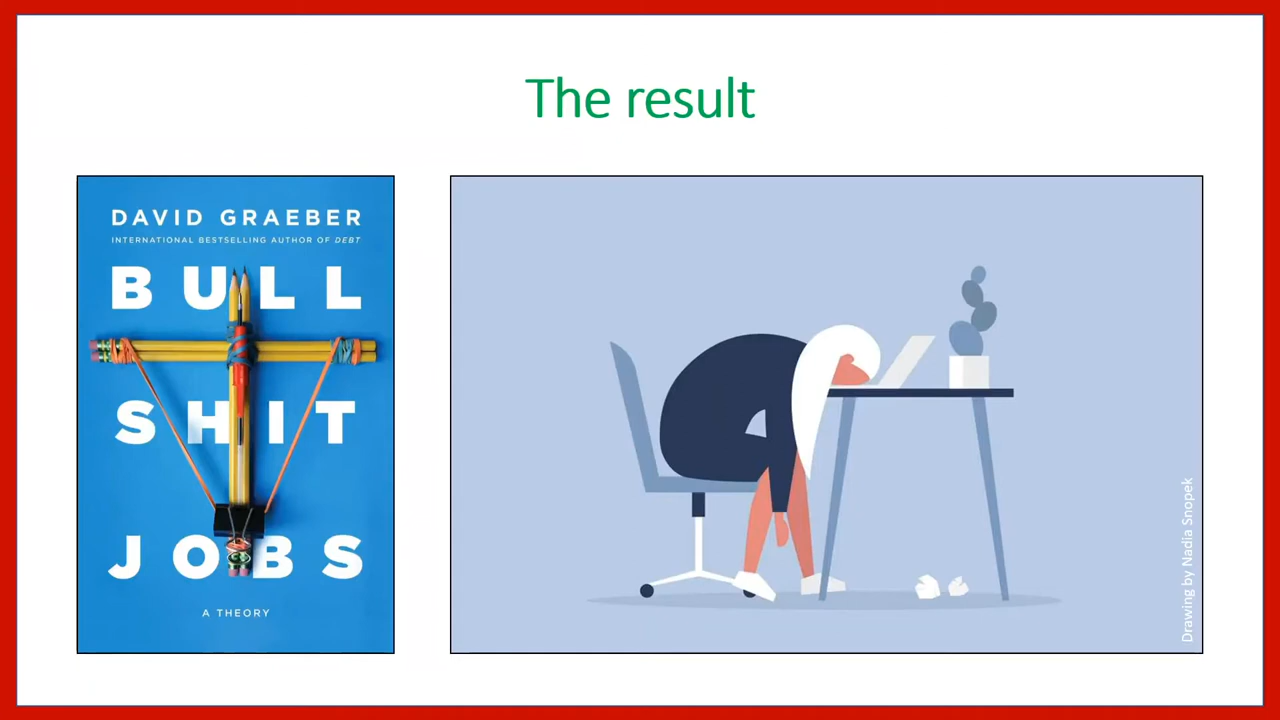 The result
DAVID GRAEBER
INTERNATIONAL BESTSELLING AUTHOR OF DEBT
BULL
SHIT
JOBS
A THEORY
Drawing by Nadia Snopek